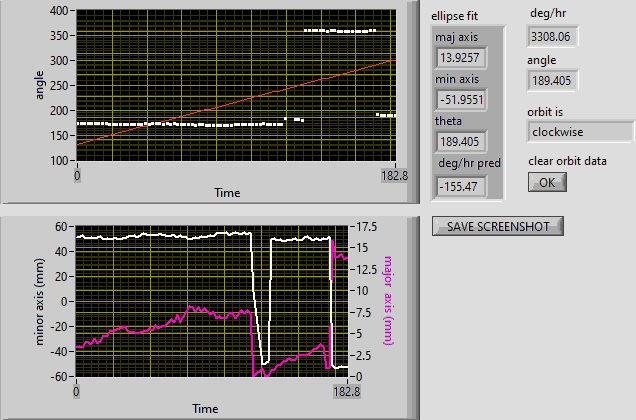 400
350
300
250
200
150
100
angle
0
182.8
Time
ellipse fit
maj axis
13.9257
min axis
-51.9551
theta
189.405
deg/hr pred
-155.47
deg/hr
3308.06
angle
189.405
orbit is
clockwise
clear orbit data
OK
SAVE SCREENSHOT
60
40
20
0
-20
-40
-60
minor axis (mm)
17.5
15
12.5
10
7.5
5
2.5
0
major axis (mm)
0
182.8
Time